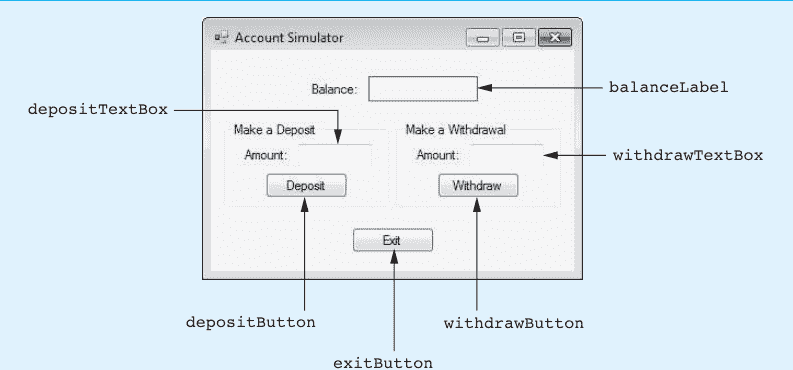 Account Simulator
Balance:
balanceLabel
depositTextBox
Make a Deposit
Make a Withdrawal
Amount:
Amount:
withdrawTextBox
Deposit
Withdraw
Exit
depositButton
withdrawButton
exitButton